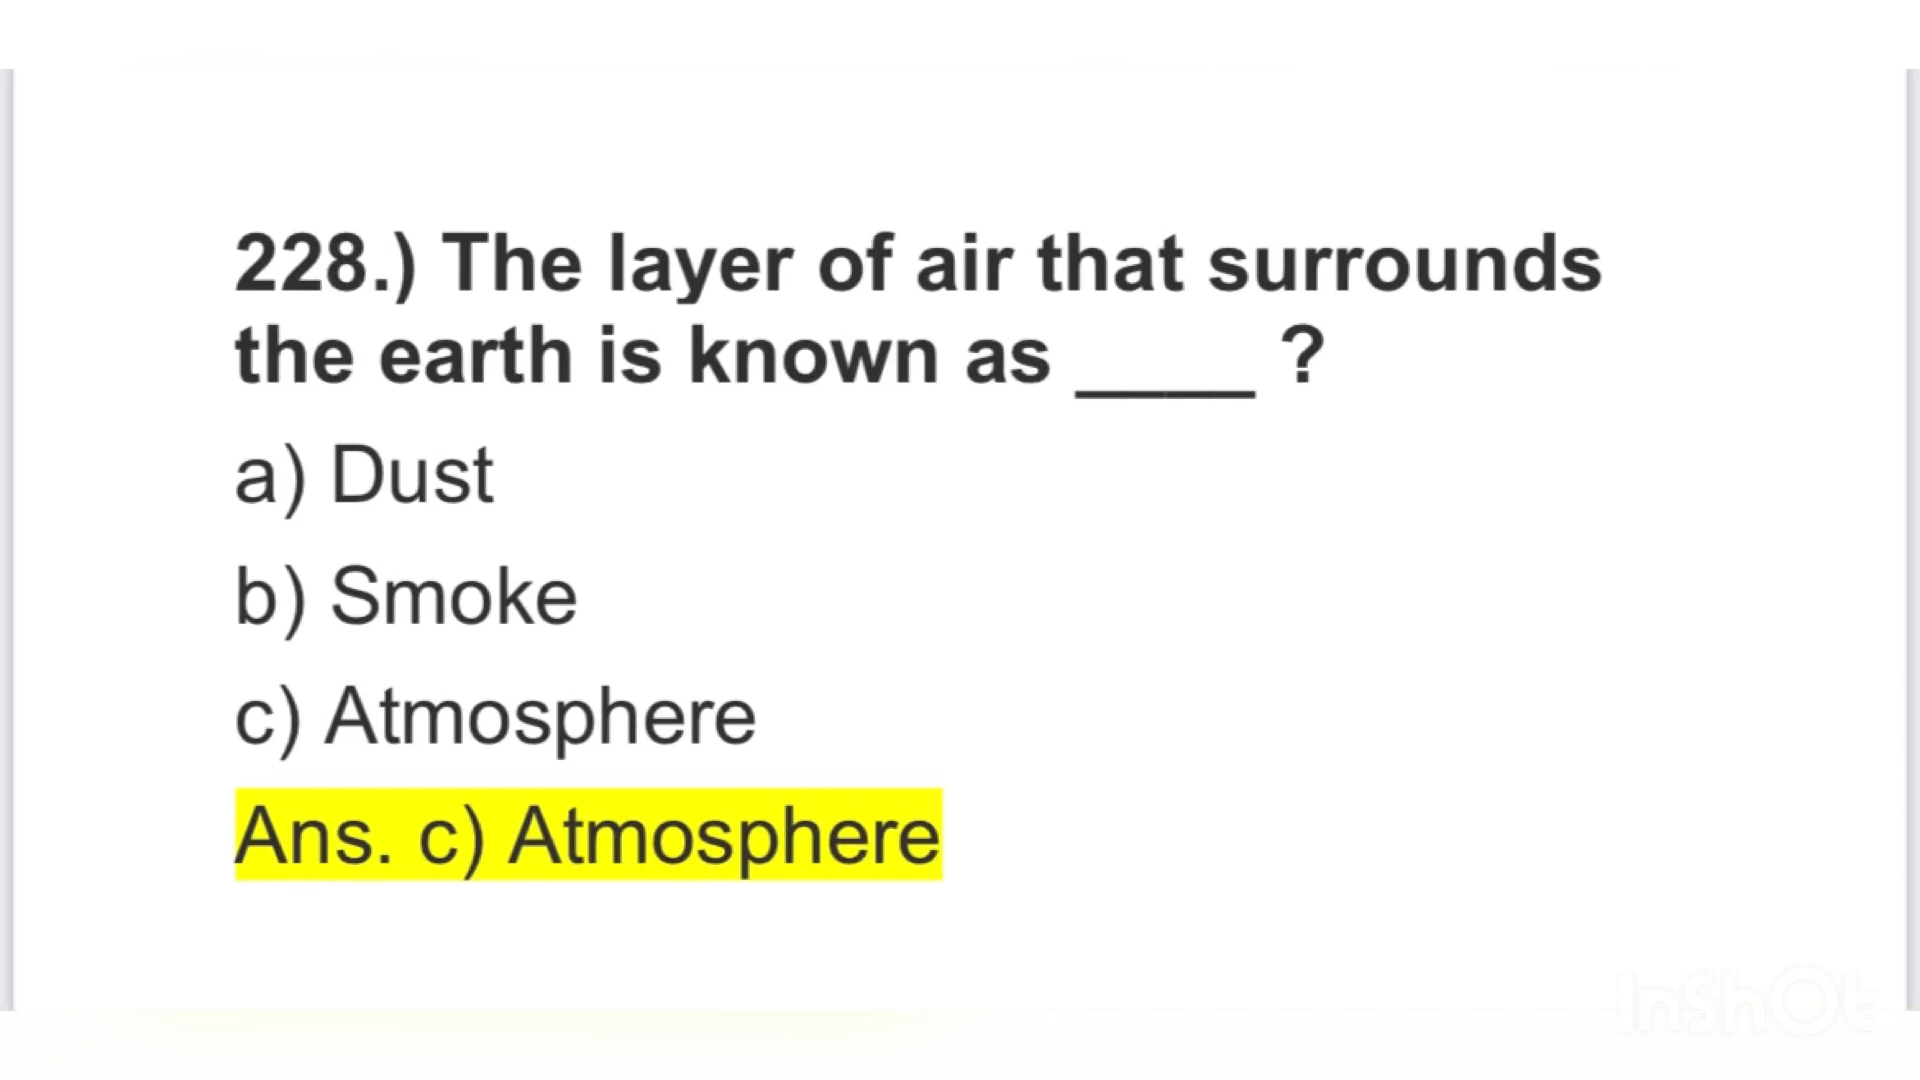 228.) The layer of air that surrounds
the earth is known as ____ ?
a) Dust
b) Smoke
c) Atmosphere
Ans. c) Atmosphere
InShOt